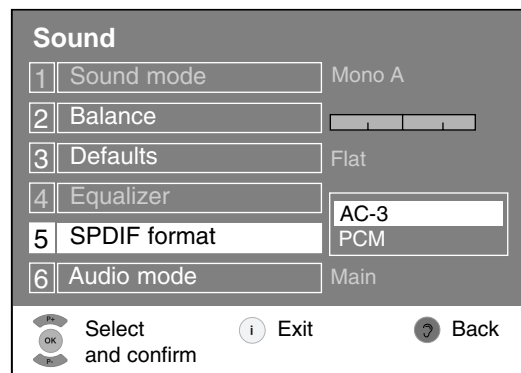 Sound
1 Sound mode Mono A
2 Balance
3 Defaults Flat
4 Equalizer
AC-3
5 SPDIF format PCM
6 Audio mode Main
P+
OK
P-
Select
and confirm
i Exit
Back